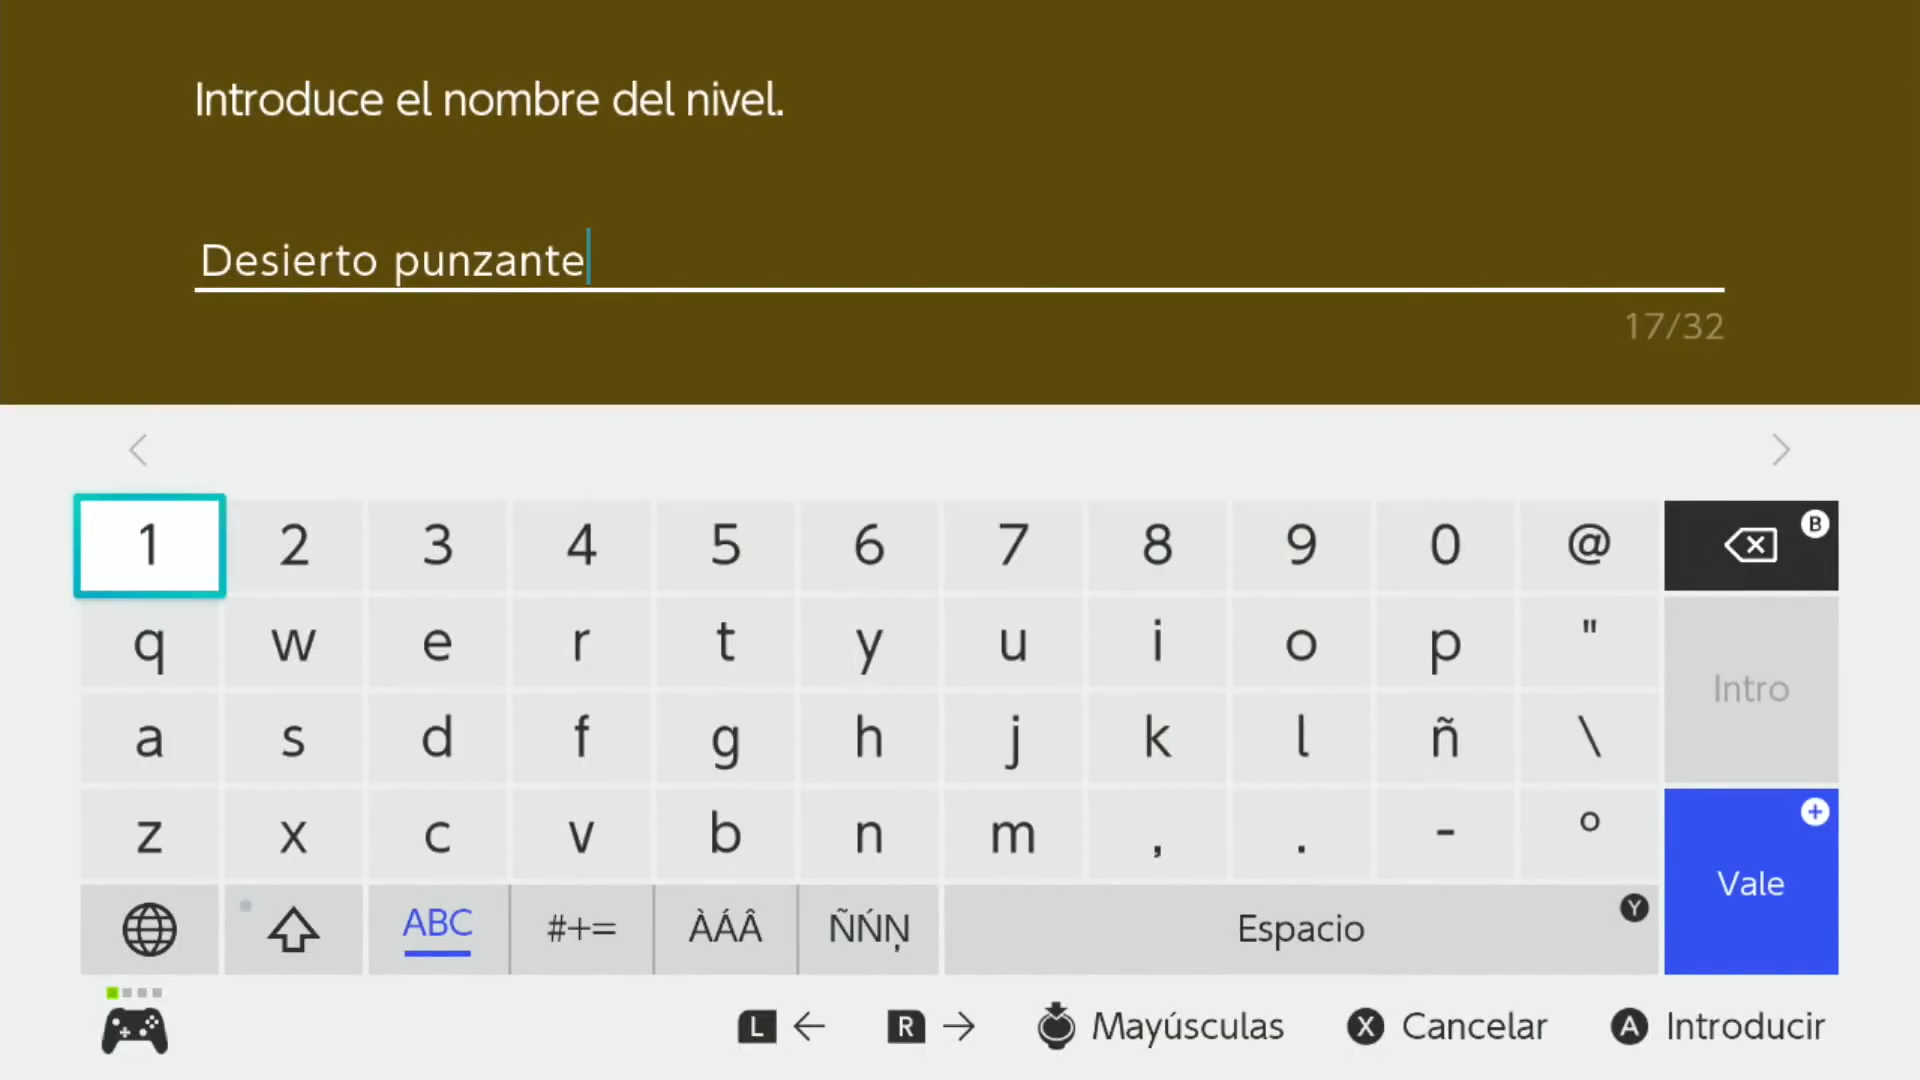 Introduce el nombre del nivel.
Desierto punzante
17/32
1 2 3 4 5 6 7 8 9 0 @ B
q w e r t y u i o p "
Intro
a s d f g h j k l ñ \
z x c v b n m , . - º
+
Vale
ABC #+= ÀÁÂ ÑŃŅ Espacio Y
L ← R → Mayúsculas X Cancelar A Introducir